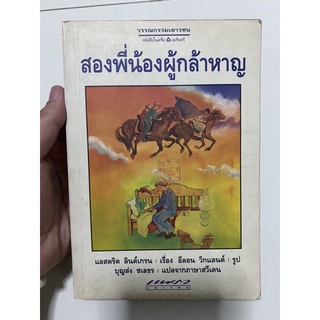 วรรณกรรมเยาวชน
สองพี่น้องผู้กล้าหาญ
แอสตริด ลินด์เกรน : เรื่อง อีลอน วิกแลนด์ : รูป
บุญส่ง ชเลธร : แปลจากภาษาสวีเดน
แพรว